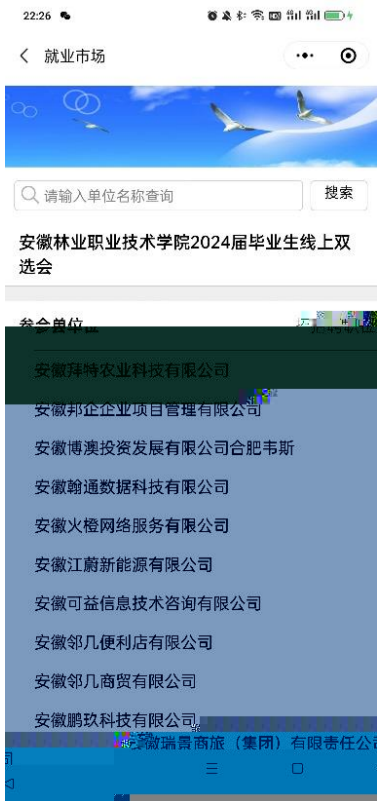 22:26
就业市场
请输入单位名称查询
搜索
安徽林业职业技术学院2024届毕业生线上双
选会
参会单位
招聘职位
安徽拜特农业科技有限公司
安徽邦企企业项目管理有限公司
安徽博澳投资发展有限公司合肥韦斯
安徽翰通数据科技有限公司
安徽火橙网络服务有限公司
安徽江蔚新能源有限公司
安徽可益信息技术咨询有限公司
安徽邻几便利店有限公司
安徽邻几商贸有限公司
安徽鹏玖科技有限公司
安徽瑞景商旅（集团）有限责任公
司